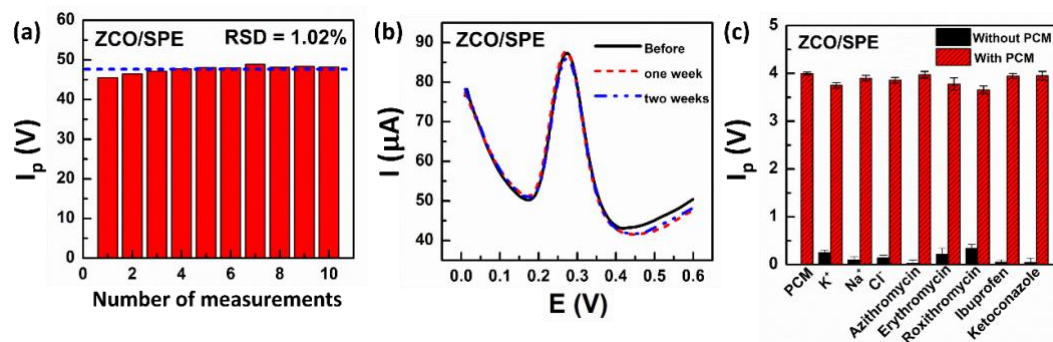 (a)
ZCO/SPE RSD = 1.02%
Ip (V)
60
50
40
30
20
10
0
0 2 4 6 8 10
Number of measurements
(b)
ZCO/SPE
Before
one week
two weeks
I (μA)
90
80
70
60
50
40
0.0 0.1 0.2 0.3 0.4 0.5 0.6
E (V)
(c)
ZCO/SPE
Without PCM
With PCM
Ip (V)
5
4
3
2
1
0
PCM
K+
Na+
Cl-
Azithromycin
Erythromycin
Roxithromycin
Ibuprofen
Ketoconazole